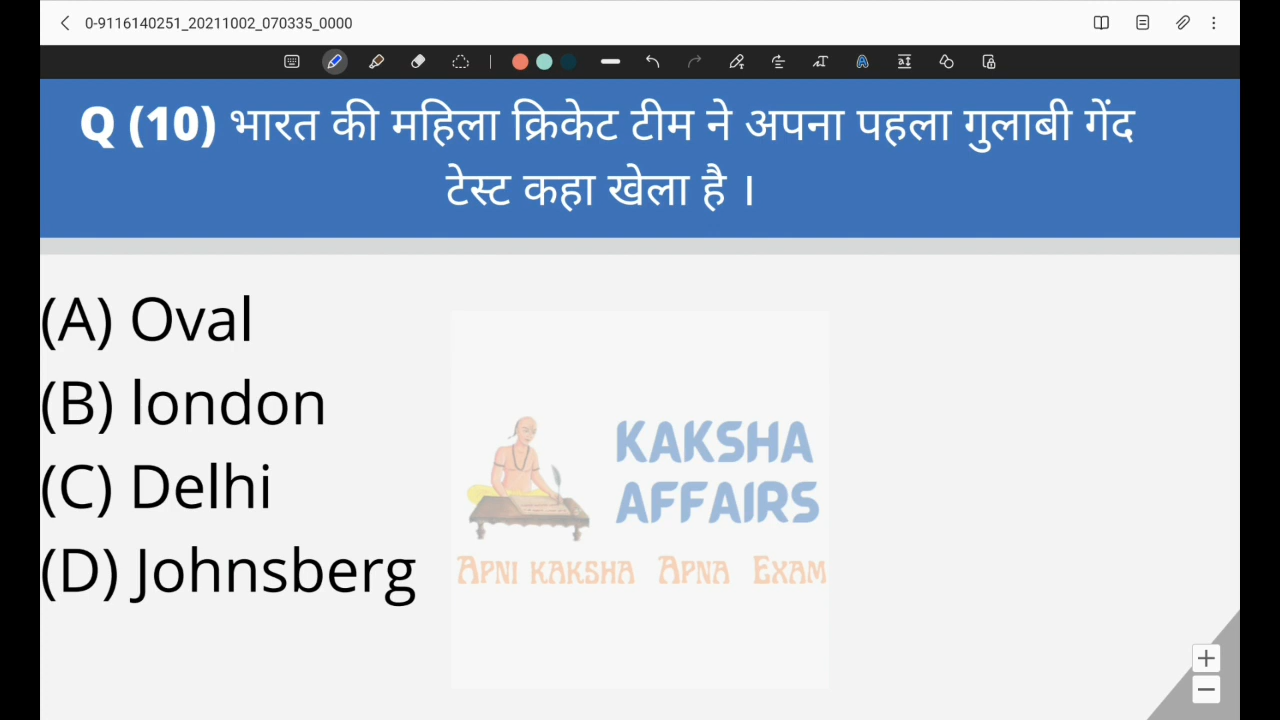 0-9116140251_20211002_070335_0000
Q (10) भारत की महिला क्रिकेट टीम ने अपना पहला गुलाबी गेंद
टेस्ट कहा खेला है ।
(A) Oval
(B) london
(C) Delhi
(D) Johnsberg
KAKSHA
AFFAIRS
APNI KAKSHA APNA EXAM